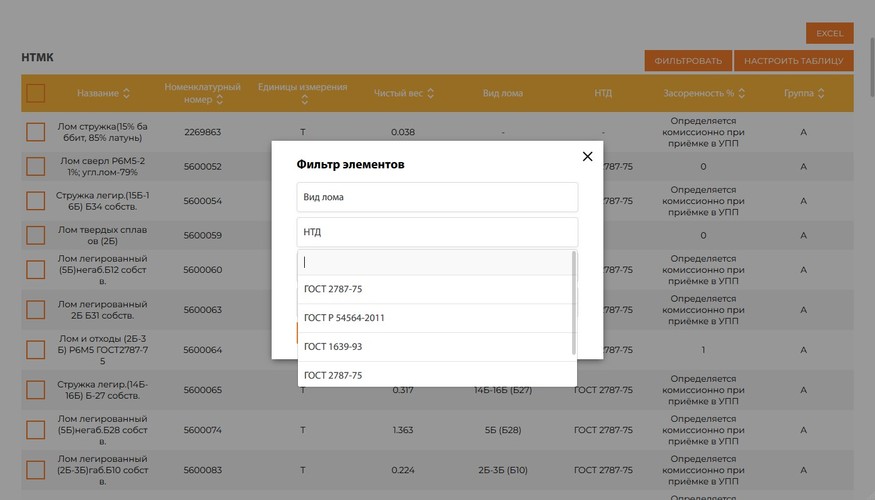 EXCEL
НТМК
ФИЛЬТРОВАТЬ НАСТРОИТЬ ТАБЛИЦУ
Название Номенклатурный номер Единицы измерения Чистый вес Вид лома НТД Засоренность % Группа
Лом стружка(15% ба
ббит, 85% латунь) 2269863 Т 0.038 - - Определяется
комиссионно при
приёмке в УПП А
Лом сверл Р6М5-2
1%; угл.лом-79% 5600052 787-75 0 А
Стружка легир.(15Б-1
6Б) Б34 собств. 5600054 787-75 Определяется
комиссионно при
приёмке в УПП А
Лом твердых сплав
ов (2Б) 5600059 0 А
Лом легированный
(5Б)негаб.Б12 собст
в. 5600060 787-75 Определяется
комиссионно при
приёмке в УПП А
Лом легированный
2Б Б31 собств. 5600063 787-75 Определяется
комиссионно при
приёмке в УПП А
Лом и отходы (2Б-3
Б) Р6М5 ГОСТ2787-7
5 5600064 787-75 1 А
Стружка легир.(14Б-
16Б) Б-27 собств. 5600065 Т 0.317 14Б-16Б (Б27) ГОСТ 2787-75 Определяется
комиссионно при
приёмке в УПП А
Лом легированный
(5Б)негаб.Б28 собст
в. 5600074 Т 1.363 5Б (Б28) ГОСТ 2787-75 Определяется
комиссионно при
приёмке в УПП А
Лом легированный
(2Б-3Б)габ.Б10 собст
в. 5600083 Т 0.224 2Б-3Б (Б10) ГОСТ 2787-75 Определяется
комиссионно при
приёмке в УПП А
Определяется
Фильтр элементов
Вид лома
НТД
ГОСТ 2787-75
ГОСТ Р 54564-2011
ГОСТ 1639-93
ГОСТ 2787-75